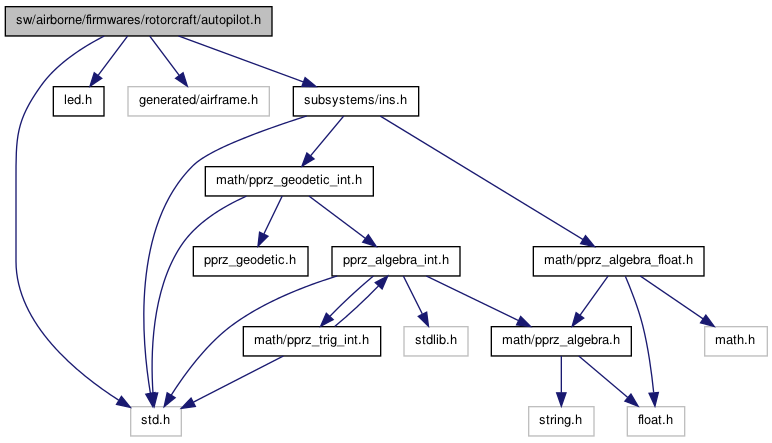 sw/airborne/firmwares/rotorcraft/autopilot.h
led.h
generated/airframe.h
subsystems/ins.h
math/pprz_geodetic_int.h
pprz_geodetic.h
pprz_algebra_int.h
math/pprz_algebra_float.h
math/pprz_trig_int.h
stdlib.h
math/pprz_algebra.h
math.h
std.h
string.h
float.h